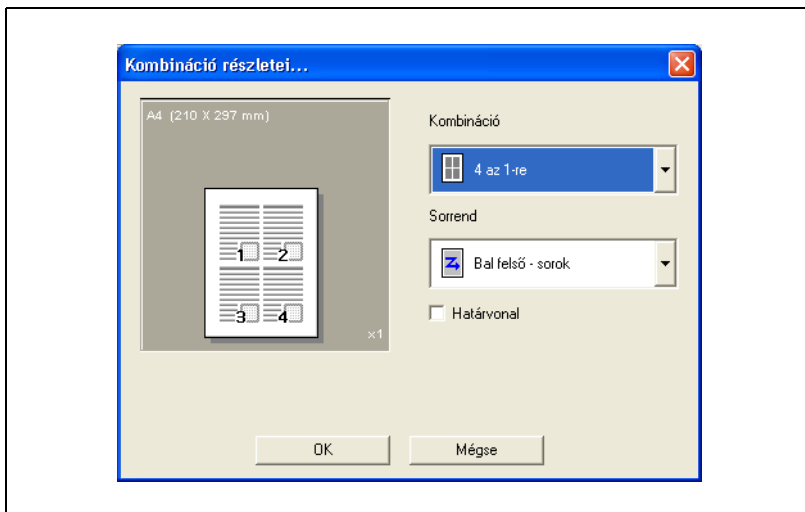 Kombináció részletei...
A4 (210 X 297 mm)
1 2
3 4
x1
Kombináció
4 az 1-re
Sorrend
Bal felső - sorok
Határvonal
OK
Mégse